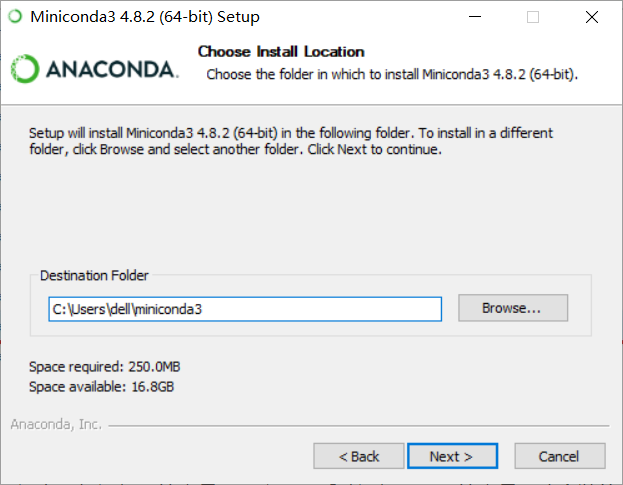 Miniconda3 4.8.2 (64-bit) Setup
Choose Install Location
ANACONDA.
Choose the folder in which to install Miniconda3 4.8.2 (64-bit).
Setup will install Miniconda3 4.8.2 (64-bit) in the following folder. To install in a different
folder, click Browse and select another folder. Click Next to continue.
Destination Folder
C:\Users\dell\miniconda3
Browse...
Space required: 250.0MB
Space available: 16.8GB
Anaconda, Inc.
< Back
Next >
Cancel